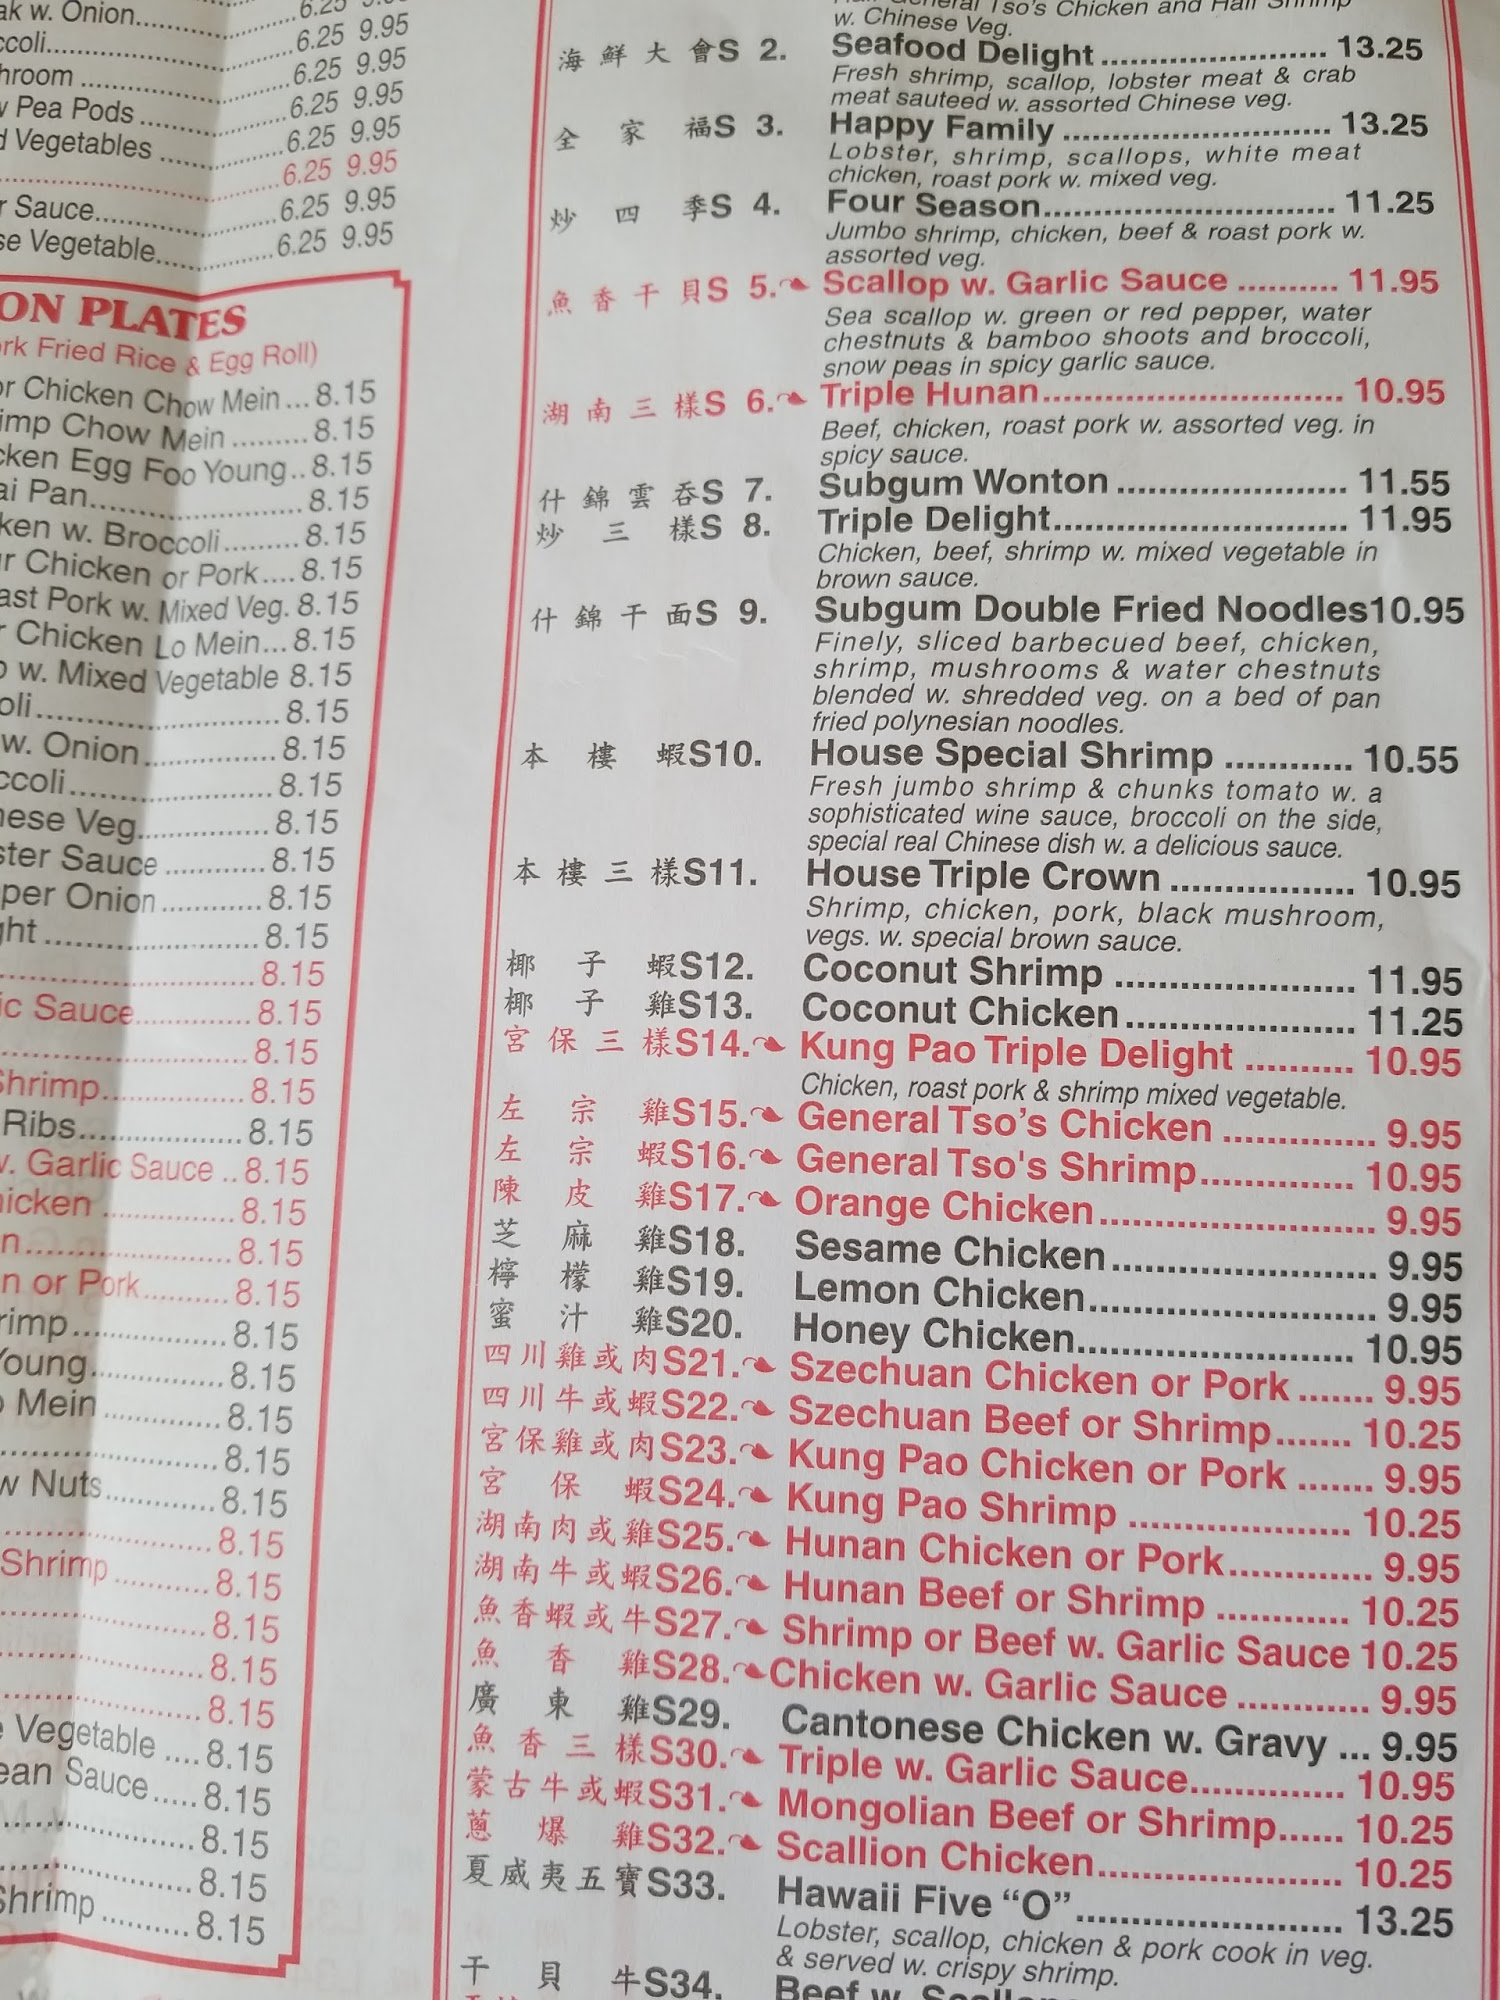 w. Onion
6.25
coli 6.25 9.95
hroom 6.25 9.95
Pea Pods 6.25 9.95
Vegetables 6.25 9.95
6.25 9.95
r Sauce 6.25 9.95
se Vegetable 6.25 9.95
ON PLATES
rk Fried Rice & Egg Roll)
or Chicken Chow Mein ... 8.15
imp Chow Mein ......... 8.15
cken Egg Foo Young .. 8.15
ai Pan 8.15
ken w. Broccoli ......... 8.15
ur Chicken or Pork .... 8.15
ast Pork w. Mixed Veg. 8.15
r Chicken Lo Mein ... 8.15
w. Mixed Vegetable 8.15
oli 8.15
w. Onion 8.15
ccoli 8.15
nese Veg. 8.15
ster Sauce 8.15
per Onion 8.15
ght 8.15
8.15
ic Sauce 8.15
8.15
Shrimp 8.15
Ribs 8.15
w. Garlic Sauce .. 8.15
hicken 8.15
n 8.15
n or Pork 8.15
rimp 8.15
Young 8.15
Mein 8.15
8.15
w Nuts 8.15
8.15
Shrimp 8.15
8.15
8.15
8.15
Vegetable .... 8.15
ean Sauce ..... 8.15
8.15
8.15
Shrimp 8.15
Half General Tso's Chicken and Half Shrimp
w. Chinese Veg.
海鮮大會 S 2. Seafood Delight 13.25
Fresh shrimp, scallop, lobster meat & crab
meat sauteed w. assorted Chinese veg.
全家福 S 3. Happy Family 13.25
Lobster, shrimp, scallops, white meat
chicken, roast pork w. mixed veg.
炒四季 S 4. Four Season 11.25
Jumbo shrimp, chicken, beef & roast pork w.
assorted veg.
魚香干貝 S 5. Scallop w. Garlic Sauce 11.95
Sea scallop w. green or red pepper, water
chestnuts & bamboo shoots and broccoli,
snow peas in spicy garlic sauce.
湖南三樣 S 6. Triple Hunan 10.95
Beef, chicken, roast pork w. assorted veg. in
spicy sauce.
什錦雲吞 S 7. Subgum Wonton 11.55
炒三樣 S 8. Triple Delight 11.95
Chicken, beef, shrimp w. mixed vegetable in
brown sauce.
什錦干面 S 9. Subgum Double Fried Noodles 10.95
Finely, sliced barbecued beef, chicken,
shrimp, mushrooms & water chestnuts
blended w. shredded veg. on a bed of pan
fried polynesian noodles.
本樓蝦 S10. House Special Shrimp 10.55
Fresh jumbo shrimp & chunks tomato w. a
sophisticated wine sauce, broccoli on the side,
special real Chinese dish w. a delicious sauce.
本樓三樣 S11. House Triple Crown 10.95
Shrimp, chicken, pork, black mushroom,
vegs. w. special brown sauce.
椰子蝦 S12. Coconut Shrimp 11.95
椰子雞 S13. Coconut Chicken 11.25
宮保三樣 S14. Kung Pao Triple Delight 10.95
Chicken, roast pork & shrimp mixed vegetable.
左宗雞 S15. General Tso's Chicken 9.95
左宗蝦 S16. General Tso's Shrimp 10.95
陳皮雞 S17. Orange Chicken 9.95
芝麻雞 S18. Sesame Chicken 9.95
檸檬雞 S19. Lemon Chicken 9.95
蜜汁雞 S20. Honey Chicken 10.95
四川雞或肉 S21. Szechuan Chicken or Pork 9.95
四川牛或蝦 S22. Szechuan Beef or Shrimp 10.25
宮保雞或肉 S23. Kung Pao Chicken or Pork 9.95
宮保蝦 S24. Kung Pao Shrimp 10.25
湖南肉或雞 S25. Hunan Chicken or Pork 9.95
湖南牛或蝦 S26. Hunan Beef or Shrimp 10.25
魚香蝦或牛 S27. Shrimp or Beef w. Garlic Sauce 10.25
魚香雞 S28. Chicken w. Garlic Sauce 9.95
廣東雞 S29. Cantonese Chicken w. Gravy ... 9.95
魚香三樣 S30. Triple w. Garlic Sauce 10.95
蒙古牛或蝦 S31. Mongolian Beef or Shrimp 10.25
蔥爆雞 S32. Scallion Chicken 10.25
夏威夷五寶 S33. Hawaii Five “O” 13.25
Lobster, scallop, chicken & pork cook in veg.
& served w. crispy shrimp.
干貝牛 S34. Beef w.